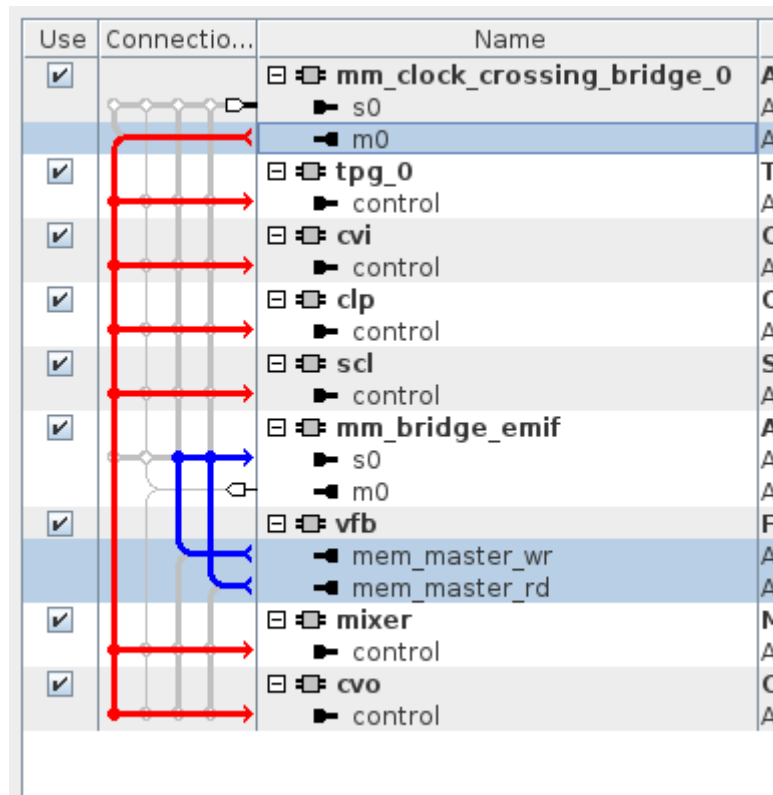 Use Connectio... Name
mm_clock_crossing_bridge_0 A
s0 A
m0 A
tpg_0 T
control A
cvi C
control A
clp C
control A
scl S
control A
mm_bridge_emif A
s0 A
m0 A
vfb F
mem_master_wr A
mem_master_rd A
mixer M
control A
cvo C
control A